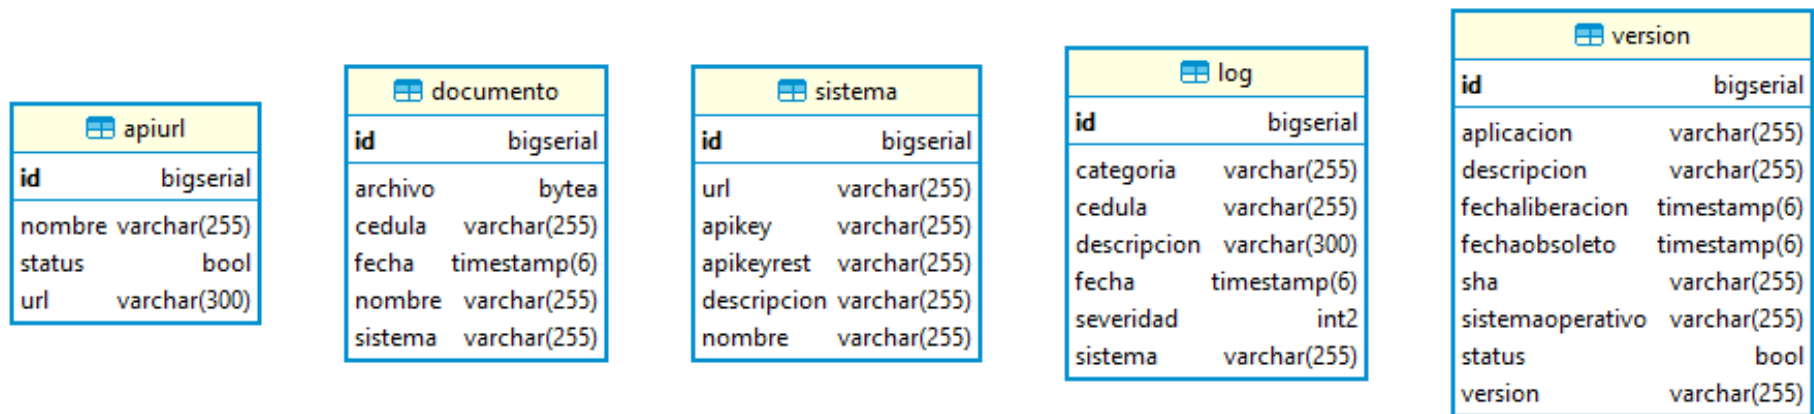 apiurl
id bigserial
nombre varchar(255)
status bool
url varchar(300)
documento
id bigserial
archivo bytea
cedula varchar(255)
fecha timestamp(6)
nombre varchar(255)
sistema varchar(255)
sistema
id bigserial
url varchar(255)
apikey varchar(255)
apikeyrest varchar(255)
descripcion varchar(255)
nombre varchar(255)
log
id bigserial
categoria varchar(255)
cedula varchar(255)
descripcion varchar(300)
fecha timestamp(6)
severidad int2
sistema varchar(255)
version
id bigserial
aplicacion varchar(255)
descripcion varchar(255)
fechaliberacion timestamp(6)
fechaobsoleto timestamp(6)
sha varchar(255)
sistemaoperativo varchar(255)
status bool
version varchar(255)